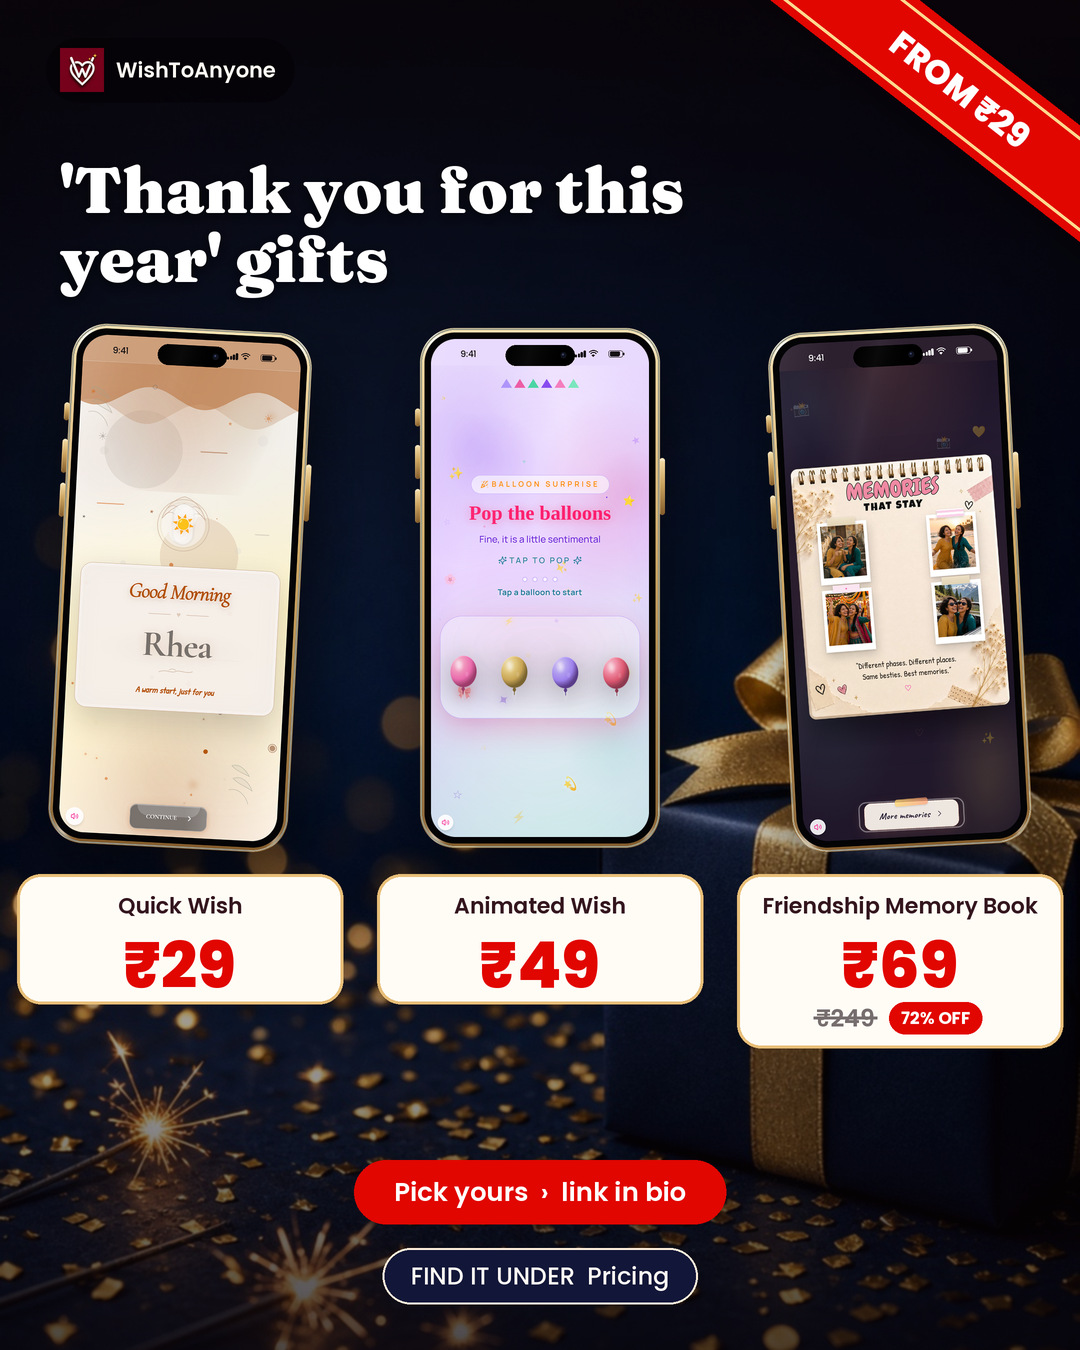 WishToAnyone
FROM ₹29
'Thank you for this
year' gifts
9:41
Good Morning
Rhea
A warm start, just for you
CONTINUE ›
9:41
BALLOON SURPRISE
Pop the balloons
Fine, it is a little sentimental
TAP TO POP
Tap a balloon to start
9:41
MEMORIES
THAT STAY
"Different phases. Different places.
Same besties. Best memories."
More memories ›
Quick Wish
₹29
Animated Wish
₹49
Friendship Memory Book
₹69
₹249 72% OFF
Pick yours › link in bio
FIND IT UNDER Pricing